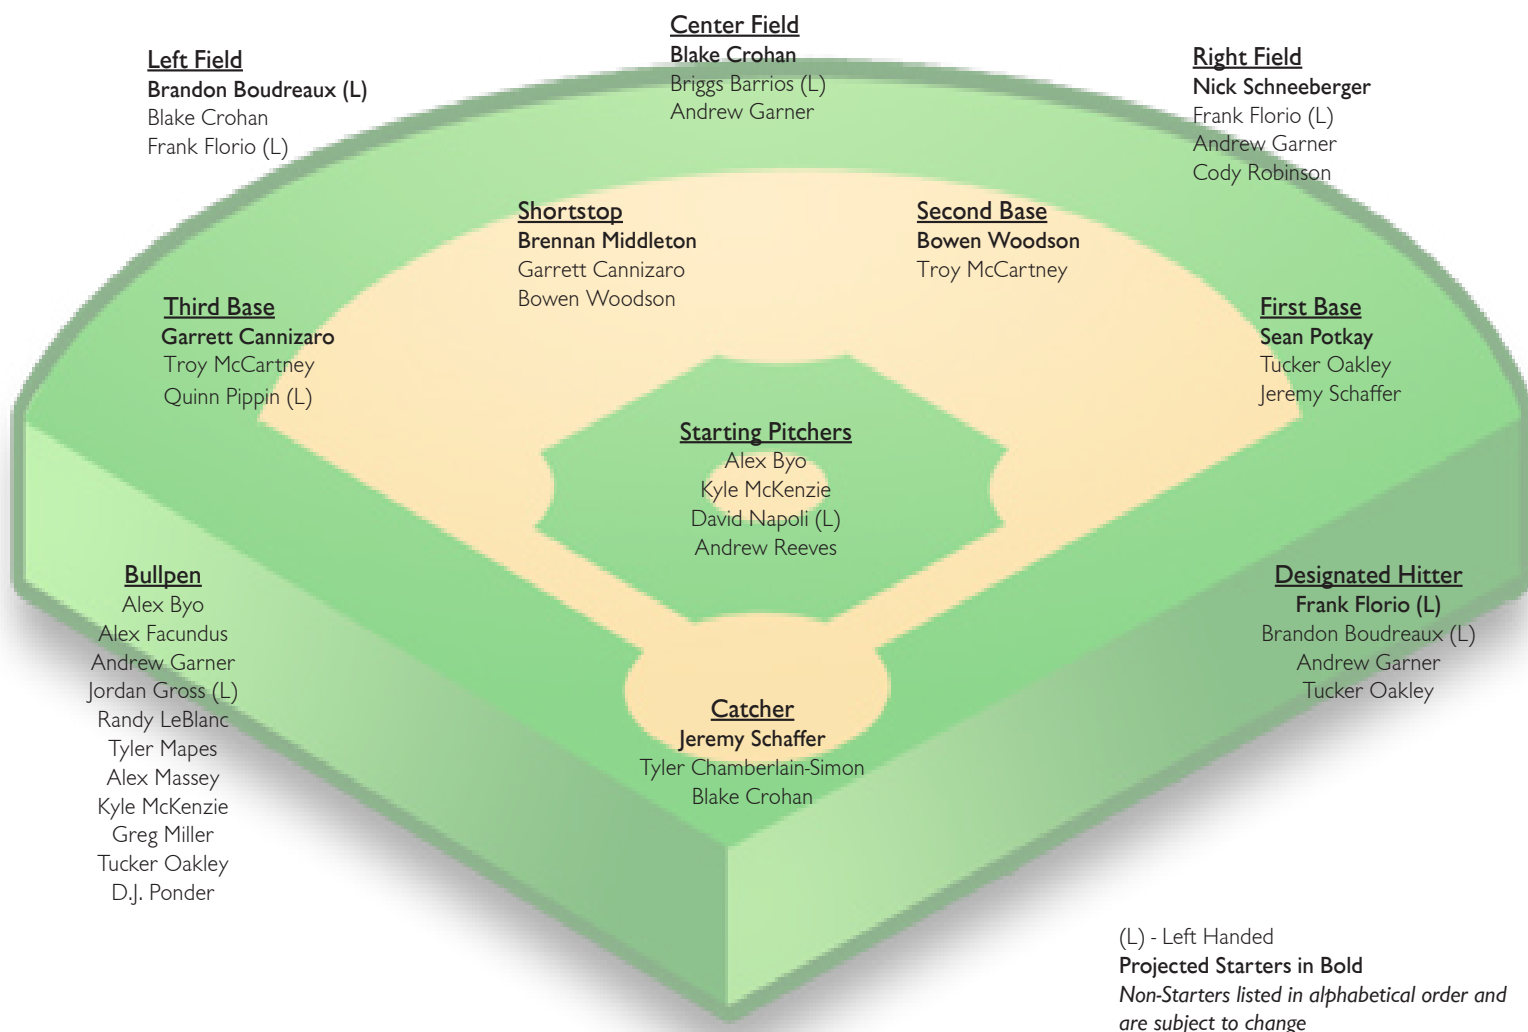 Center Field
Blake Crohan
Briggs Barrios (L)
Andrew Garner
Left Field
Brandon Boudreaux (L)
Blake Crohan
Frank Florio (L)
Right Field
Nick Schneeberger
Frank Florio (L)
Andrew Garner
Cody Robinson
Shortstop
Brennan Middleton
Garrett Cannizaro
Bowen Woodson
Second Base
Bowen Woodson
Troy McCartney
Third Base
Garrett Cannizaro
Troy McCartney
Quinn Pippin (L)
First Base
Sean Potkay
Tucker Oakley
Jeremy Schaffer
Starting Pitchers
Alex Byo
Kyle McKenzie
David Napoli (L)
Andrew Reeves
Bullpen
Alex Byo
Alex Facundus
Andrew Garner
Jordan Gross (L)
Randy LeBlanc
Tyler Mapes
Alex Massey
Kyle McKenzie
Greg Miller
Tucker Oakley
D.J. Ponder
Designated Hitter
Frank Florio (L)
Brandon Boudreaux (L)
Andrew Garner
Tucker Oakley
Catcher
Jeremy Schaffer
Tyler Chamberlain-Simon
Blake Crohan
(L) - Left Handed
Projected Starters in Bold
Non-Starters listed in alphabetical order and
are subject to change